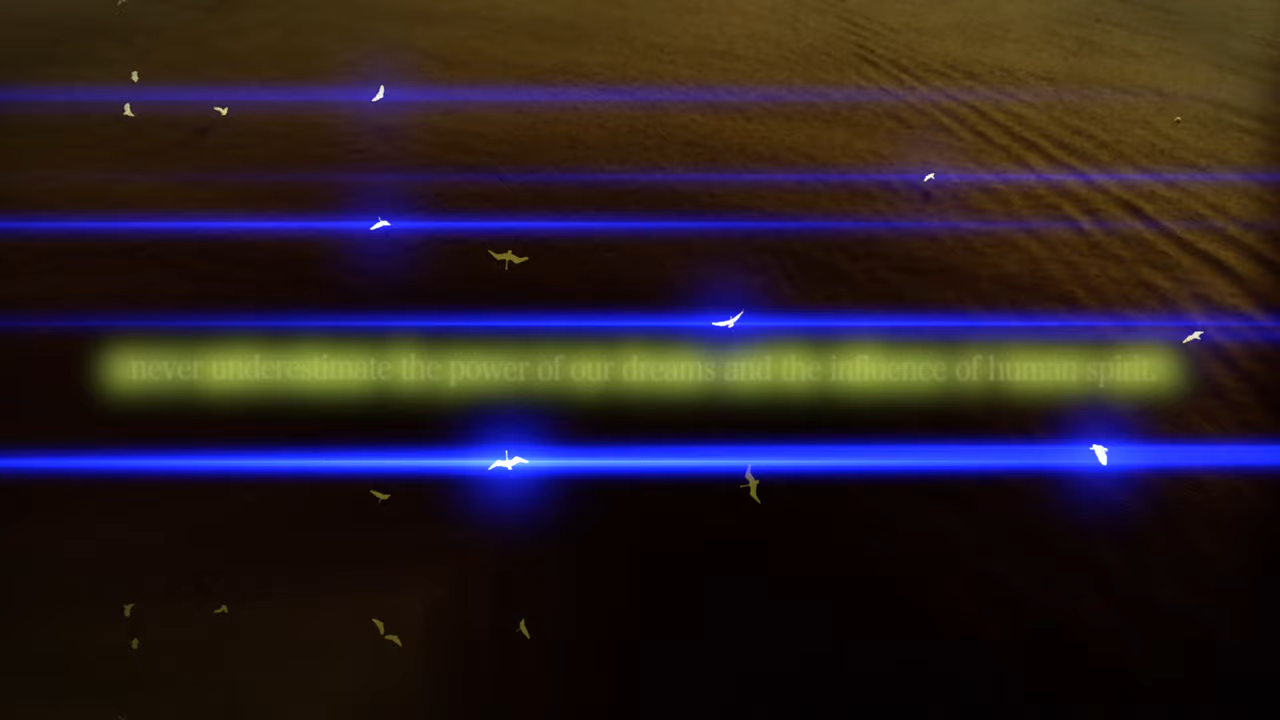 never underestimate the power of our dreams and the influence of human spirit.